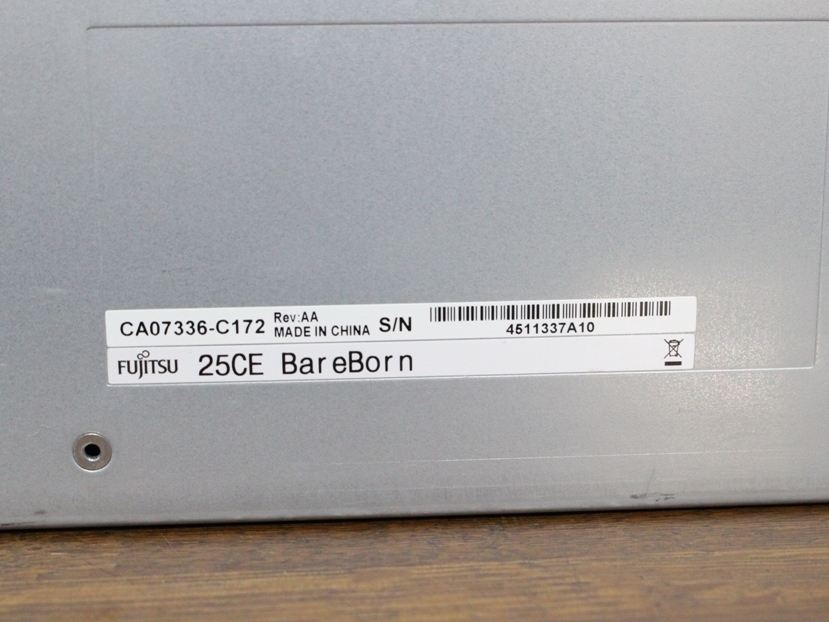 CA07336-C172 Rev:AA MADE IN CHINA S/N
4511337A10
FUJITSU 25CE BareBorn